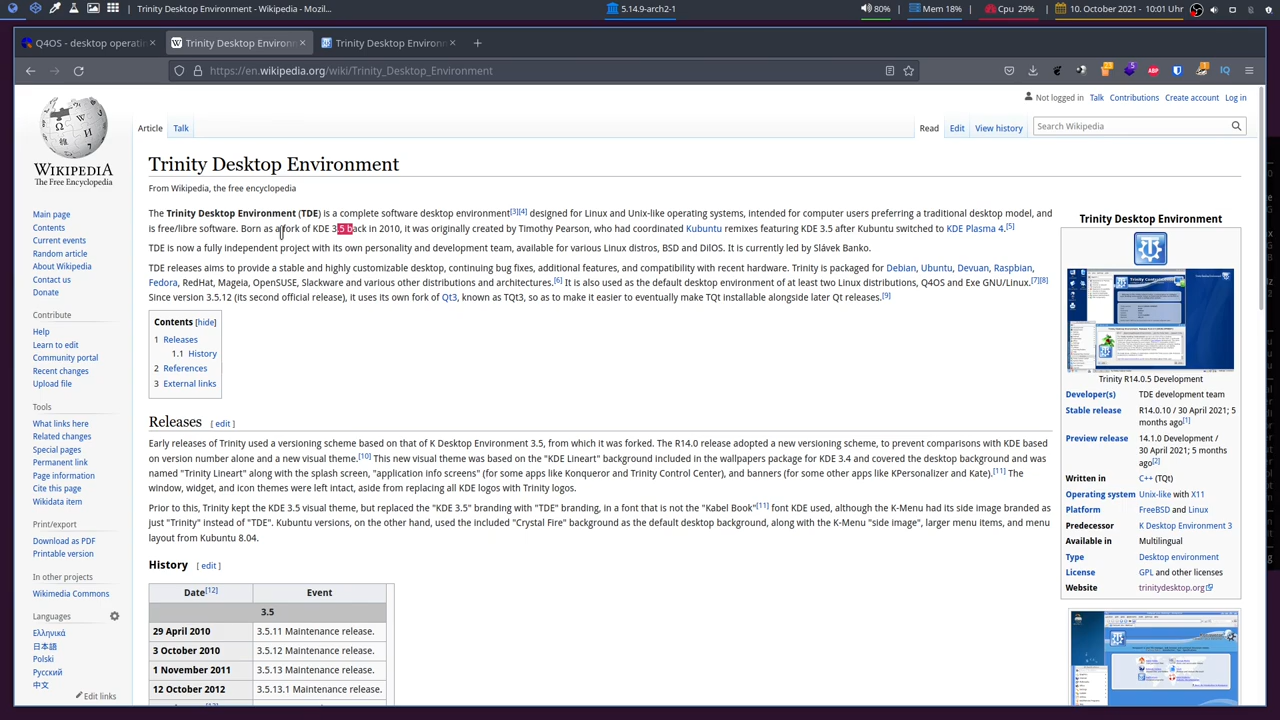 Trinity Desktop Environment - Wikipedia - Mozil...
5.14.9-arch2-1
80%
Mem 18%
Cpu 29%
10. October 2021 - 10:01 Uhr
Q4OS - desktop operati
Trinity Desktop Environm
Trinity Desktop Environm
https://en.wikipedia.org/wiki/Trinity_Desktop_Environment
Not logged in Talk Contributions Create account Log in
WIKIPEDIA
The Free Encyclopedia
Article Talk Read Edit View history Search Wikipedia
Main page
Contents
Current events
Random article
About Wikipedia
Contact us
Donate
Contribute
Help
Learn to edit
Community portal
Recent changes
Upload file
Tools
What links here
Related changes
Special pages
Permanent link
Page information
Cite this page
Wikidata item
Print/export
Download as PDF
Printable version
In other projects
Wikimedia Commons
Languages
Ελληνικά
日本語
Polski
Русский
中文
Edit links
Trinity Desktop Environment
From Wikipedia, the free encyclopedia
The Trinity Desktop Environment (TDE) is a complete software desktop environment[3][4] designed for Linux and Unix-like operating systems, intended for computer users preferring a traditional desktop model, and
is free/libre software. Born as a fork of KDE 3.5 back in 2010, it was originally created by Timothy Pearson, who had coordinated Kubuntu remixes featuring KDE 3.5 after Kubuntu switched to KDE Plasma 4.[5]
TDE is now a fully independent project with its own personality and development team, available for various Linux distros, BSD and DilOS. It is currently led by Slávek Banko.
TDE releases aims to provide a stable and highly customizable desktop, continuing bug fixes, additional features, and compatibility with recent hardware. Trinity is packaged for Debian, Ubuntu, Devuan, Raspbian,
Fedora, RedHat, Mageia, OpenSUSE, Slackware and various other distributions and architectures.[6] It is also used as the default desktop environment of at least two Linux distributions, Q4OS and Exe GNU/Linux.[7][8]
Since version 3.5.12 (its second official release), it uses its own fork of Qt3, known as TQt3, so as to make it easier to eventually make TQt installable alongside later Qt releases.[9]
Contents [hide]
1 Releases
1.1 History
2 References
3 External links
Releases [ edit ]
Early releases of Trinity used a versioning scheme based on that of K Desktop Environment 3.5, from which it was forked. The R14.0 release adopted a new versioning scheme, to prevent comparisons with KDE based
on version number alone and a new visual theme.[10] This new visual theme was based on the "KDE Lineart" background included in the wallpapers package for KDE 3.4 and covered the desktop background and was
named "Trinity Lineart" along with the splash screen, "application info screens" (for some apps like Konqueror and Trinity Control Center), and banners (for some other apps like KPersonalizer and Kate).[11] The
window, widget, and icon themes were left intact, aside from replacing all KDE logos with Trinity logos.
Prior to this, Trinity kept the KDE 3.5 visual theme, but replaced the "KDE 3.5" branding with "TDE" branding, in a font that is not the "Kabel Book"[11] font KDE used, although the K-Menu had its side image branded as
just "Trinity" instead of "TDE". Kubuntu versions, on the other hand, used the included "Crystal Fire" background as the default desktop background, along with the K-Menu "side image", larger menu items, and menu
layout from Kubuntu 8.04.
History [ edit ]
Date[12] Event
3.5
29 April 2010 3.5.11 Maintenance release.
3 October 2010 3.5.12 Maintenance release.
1 November 2011 3.5.13 Maintenance release.
12 October 2012 3.5.13.1 Maintenance release.
Trinity Desktop Environment
Trinity R14.0.5 Development
Developer(s) TDE development team
Stable release R14.0.10 / 30 April 2021; 5
months ago[1]
Preview release 14.1.0 Development /
30 April 2021; 5 months
ago[2]
Written in C++ (TQt)
Operating system Unix-like with X11
Platform FreeBSD and Linux
Predecessor K Desktop Environment 3
Available in Multilingual
Type Desktop environment
License GPL and other licenses
Website trinitydesktop.org